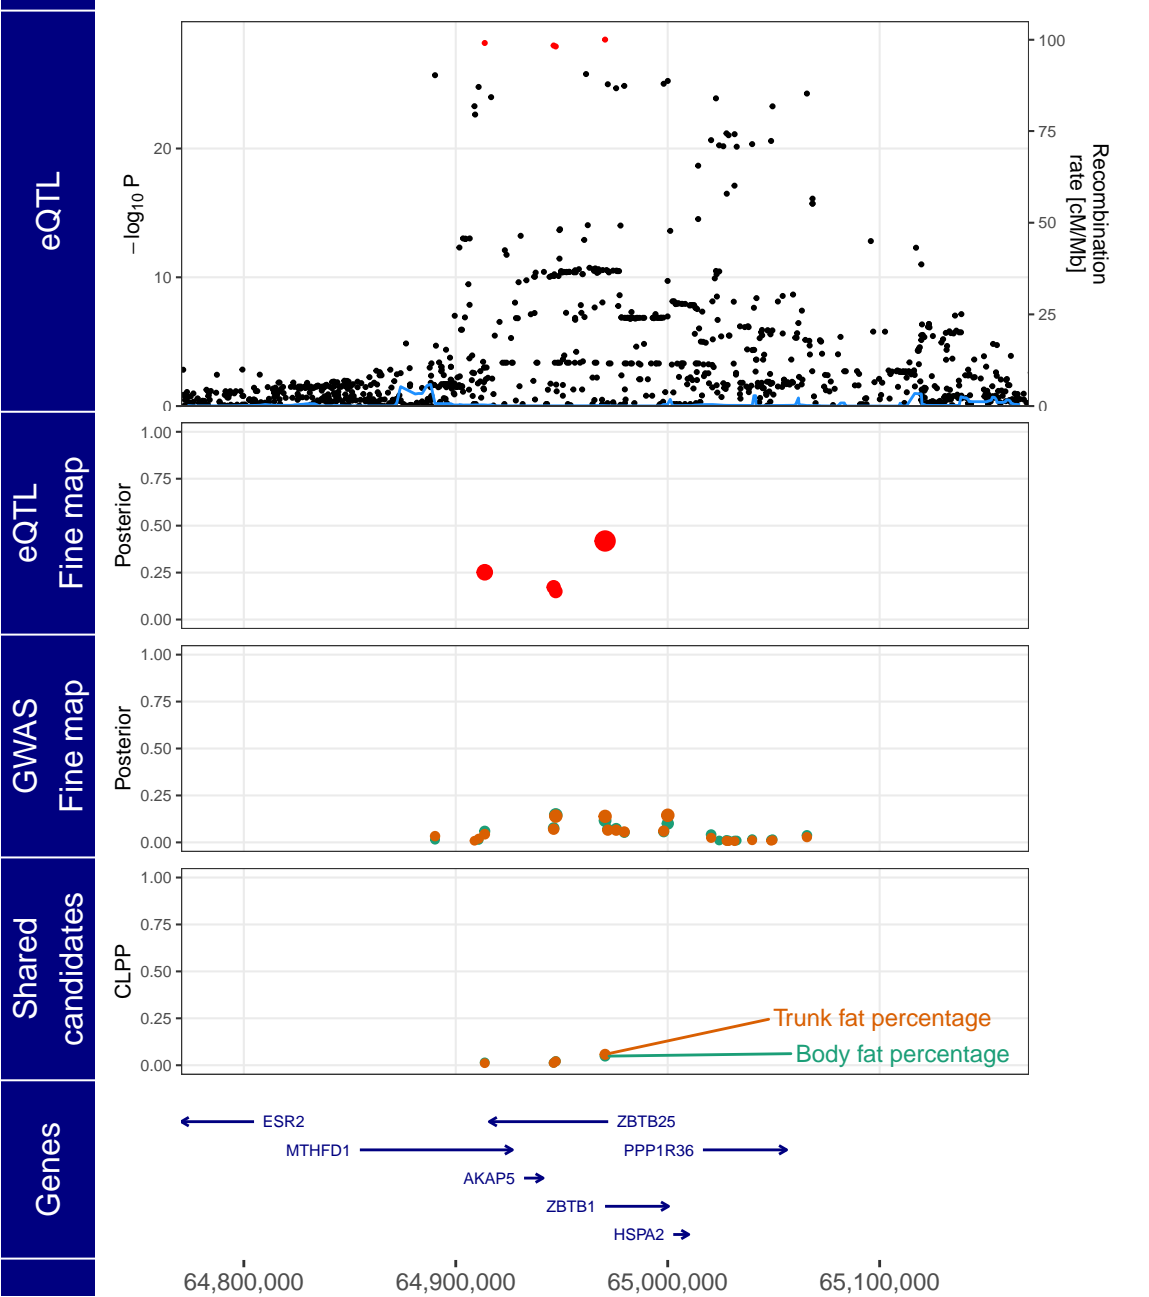 eQTL
−log10 P
20
10
0
100
75
50
25
0
Recombination
rate [cM/Mb]
eQTL
Fine map
Posterior
1.00
0.75
0.50
0.25
0.00
GWAS
Fine map
Posterior
1.00
0.75
0.50
0.25
0.00
Shared
candidates
CLPP
1.00
0.75
0.50
0.25
0.00
Trunk fat percentage
Body fat percentage
Genes
ESR2
ZBTB25
MTHFD1
PPP1R36
AKAP5
ZBTB1
HSPA2
64,800,000
64,900,000
65,000,000
65,100,000